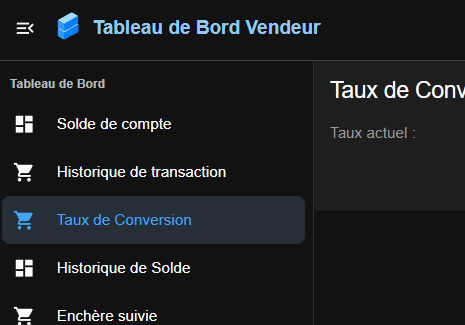 Tableau de Bord Vendeur
Tableau de Bord
Taux de Conv
Solde de compte
Taux actuel :
Historique de transaction
Taux de Conversion
Historique de Solde
Enchère suivie